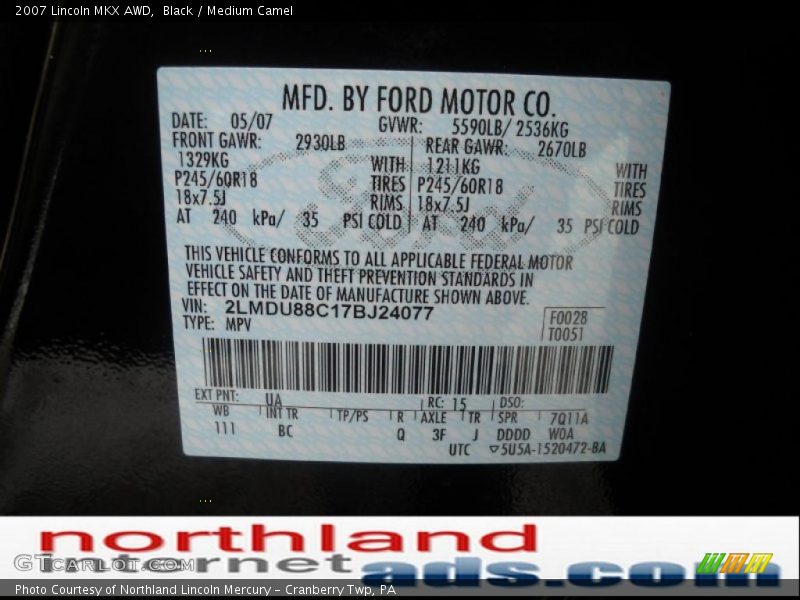 2007 Lincoln MKX AWD,  Black / Medium Camel
MFD. BY FORD MOTOR CO.
DATE: 05/07 GVWR: 5590LB/ 2536KG
FRONT GAWR: 2930LB REAR GAWR: 2670LB
1329KG WITH 1211KG WITH
P245/60R18 TIRES P245/60R18 TIRES
18x7.5J RIMS 18x7.5J RIMS
AT 240 kPa/ 35 PSI COLD AT 240 kPa/ 35 PSI COLD
THIS VEHICLE CONFORMS TO ALL APPLICABLE FEDERAL MOTOR
VEHICLE SAFETY AND THEFT PREVENTION STANDARDS IN
EFFECT ON THE DATE OF MANUFACTURE SHOWN ABOVE.
VIN: 2LMDU88C17BJ24077
TYPE: MPV
F0028
T0051
EXT PNT: UA RC: 15 DSO:
WB INT TR TP/PS R AXLE TR SPR 7Q11A
111 BC Q 3F J DDDD WOA
UTC ▽5U5A-1520472-BA
northland
internet
ads.com
GTCARLOT.COM
Photo Courtesy of Northland Lincoln Mercury – Cranberry Twp, PA